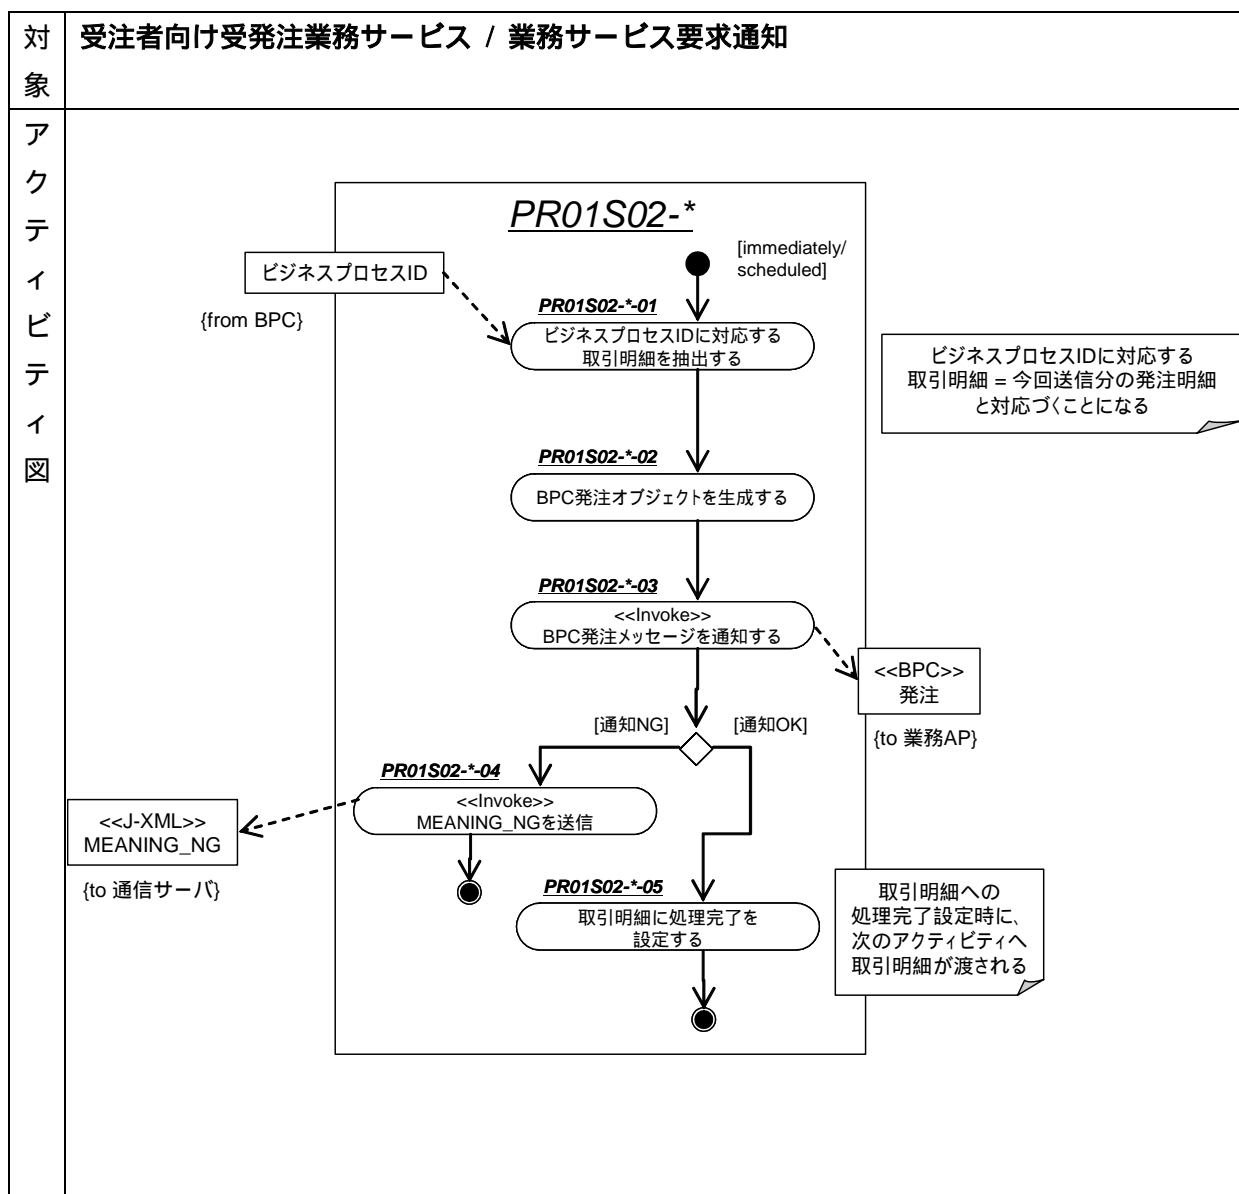 対
象
受注者向け受発注業務サービス / 業務サービス要求通知
ア
ク
テ
ィ
ビ
テ
ィ
図
PR01S02-*
[immediately/
scheduled]
ビジネスプロセスID
{from BPC}
PR01S02-*-01
ビジネスプロセスIDに対応する
取引明細を抽出する
ビジネスプロセスIDに対応する
取引明細 = 今回送信分の発注明細
と対応づくことになる
PR01S02-*-02
BPC発注オブジェクトを生成する
PR01S02-*-03
<<Invoke>>
BPC発注メッセージを通知する
<<BPC>>
発注
{to 業務AP}
[通知NG]
[通知OK]
PR01S02-*-04
<<Invoke>>
MEANING_NGを送信
<<J-XML>>
MEANING_NG
{to 通信サーバ}
PR01S02-*-05
取引明細に処理完了を
設定する
取引明細への
処理完了設定時に、
次のアクティビティへ
取引明細が渡される